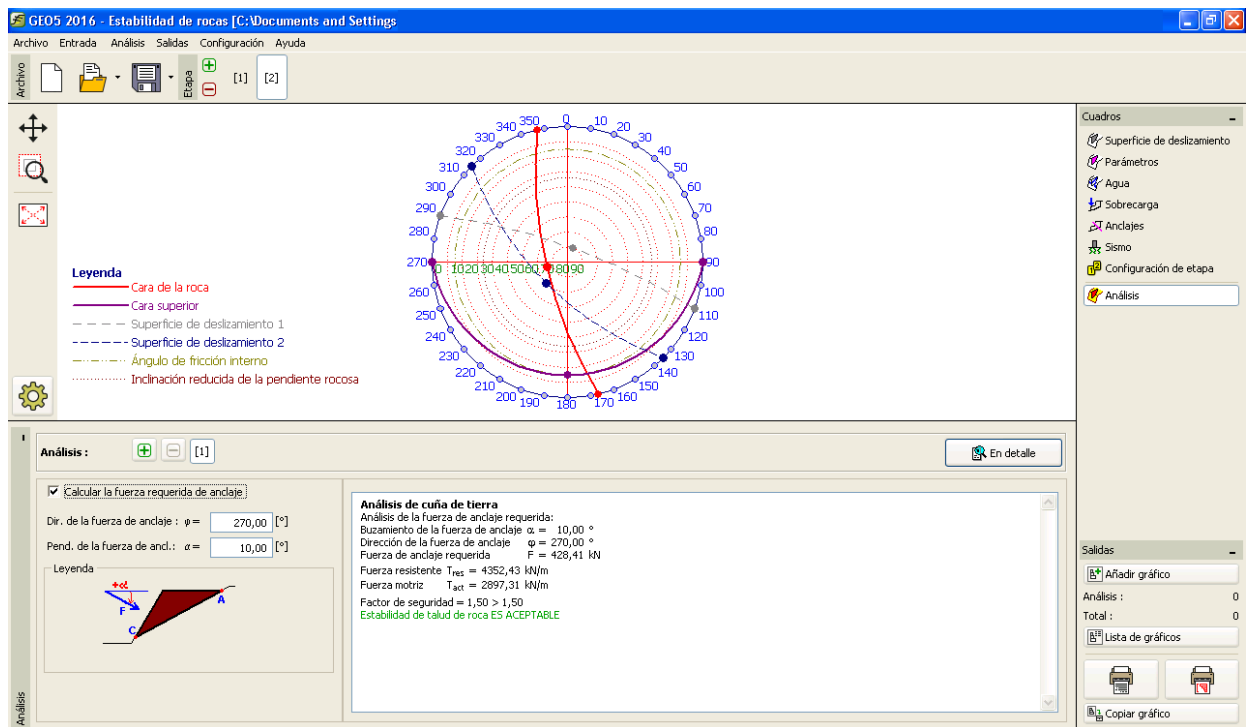 GEO5 2016 - Estabilidad de rocas [C:\Documents and Settings
Archivo Entrada Análisis Salidas Configuración Ayuda
Archivo
Etapa
[1] [2]
0 10 20 30 40 50 60 70 80 90 100 110 120 130 140 150 160 170 180 190 200 210 220 230 240 250 260 270 280 290 300 310 320 330 340 350
0 10 20 30 40 50 60 70 80 90
Leyenda
Cara de la roca
Cara superior
Superficie de deslizamiento 1
Superficie de deslizamiento 2
Ángulo de fricción interno
Inclinación reducida de la pendiente rocosa
Cuadros
Superficie de deslizamiento
Parámetros
Agua
Sobrecarga
Anclajes
Sismo
Configuración de etapa
Análisis
Análisis
Análisis : [1]
En detalle
Calcular la fuerza requerida de anclaje
Dir. de la fuerza de anclaje : φ = 270,00 [°]
Pend. de la fuerza de ancl.: α = 10,00 [°]
Leyenda
+α
F
A
C
Análisis de cuña de tierra
Análisis de la fuerza de anclaje requerida:
Buzamiento de la fuerza de anclaje α = 10,00 °
Dirección de la fuerza de anclaje φ = 270,00 °
Fuerza de anclaje requerida F = 428,41 kN
Fuerza resistente Tres = 4352,43 kN/m
Fuerza motriz Tact = 2897,31 kN/m
Factor de seguridad = 1,50 > 1,50
Estabilidad de talud de roca ES ACEPTABLE
Salidas
Añadir gráfico
Análisis : 0
Total : 0
Lista de gráficos
Copiar gráfico